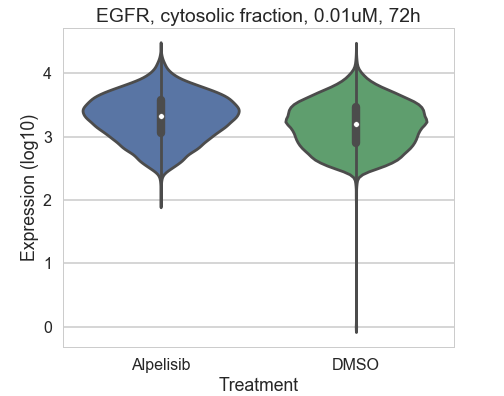 EGFR, cytosolic fraction, 0.01uM, 72h
Expression (log10)
4
3
2
1
0
Alpelisib DMSO
Treatment